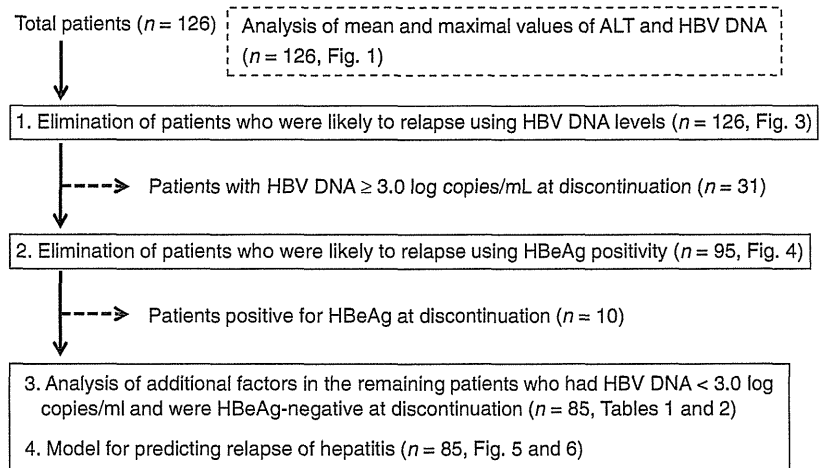 Total patients (n = 126)
Analysis of mean and maximal values of ALT and HBV DNA
(n = 126, Fig. 1)
1. Elimination of patients who were likely to relapse using HBV DNA levels (n = 126, Fig. 3)
Patients with HBV DNA ≥ 3.0 log copies/mL at discontinuation (n = 31)
2. Elimination of patients who were likely to relapse using HBeAg positivity (n = 95, Fig. 4)
Patients positive for HBeAg at discontinuation (n = 10)
3. Analysis of additional factors in the remaining patients who had HBV DNA < 3.0 log
copies/ml and were HBeAg-negative at discontinuation (n = 85, Tables 1 and 2)
4. Model for predicting relapse of hepatitis (n = 85, Fig. 5 and 6)